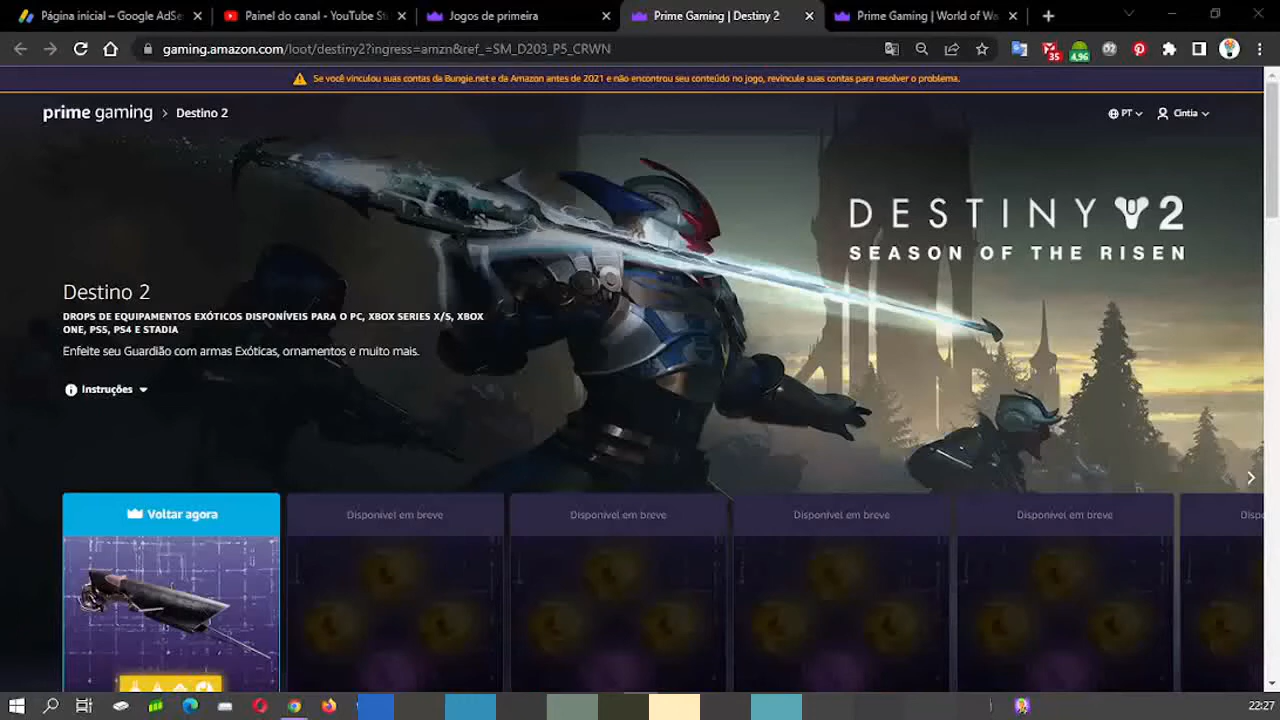 Página inicial – Google AdSe
Painel do canal - YouTube St
Jogos de primeira
Prime Gaming | Destiny 2
Prime Gaming | World of Wa
gaming.amazon.com/loot/destiny2?ingress=amzn&ref_=SM_D203_P5_CRWN
35
4,96
Se você vinculou suas contas da Bungie.net e da Amazon antes de 2021 e não encontrou seu conteúdo no jogo, revincule suas contas para resolver o problema.
prime gaming > Destino 2
PT
Cintia
DESTINY 2
SEASON OF THE RISEN
Destino 2
DROPS DE EQUIPAMENTOS EXÓTICOS DISPONÍVEIS PARA O PC, XBOX SERIES X/S, XBOX
ONE, PS5, PS4 E STADIA
Enfeite seu Guardião com armas Exóticas, ornamentos e muito mais.
Instruções
Voltar agora
Disponível em breve
Disponível em breve
Disponível em breve
Disponível em breve
Dispo
22:27